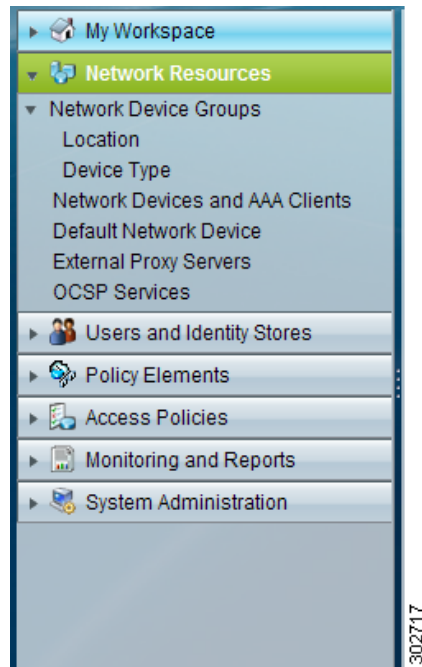 My Workspace
Network Resources
Network Device Groups
Location
Device Type
Network Devices and AAA Clients
Default Network Device
External Proxy Servers
OCSP Services
Users and Identity Stores
Policy Elements
Access Policies
Monitoring and Reports
System Administration
302717